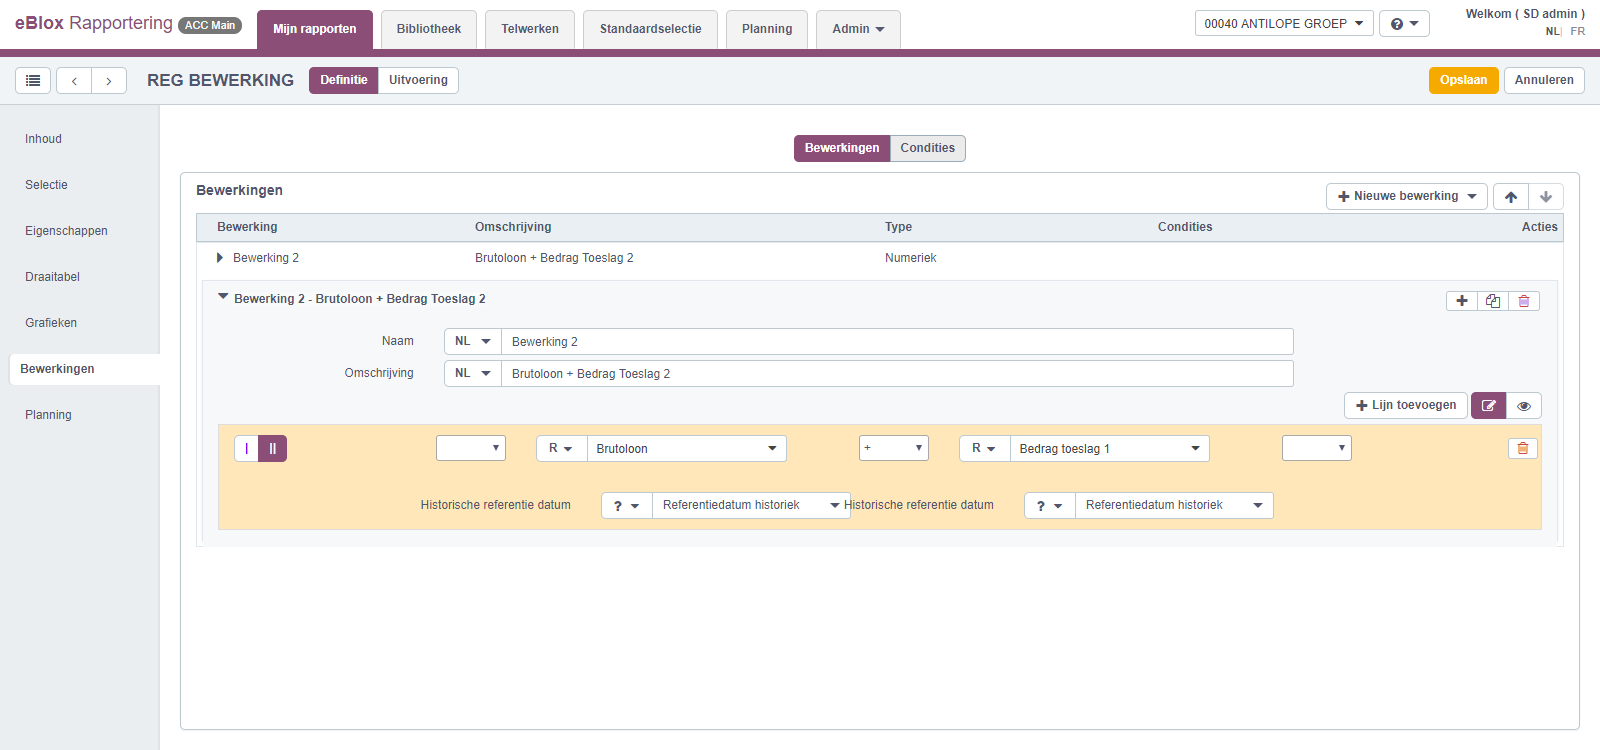 eBlox Rapportering ACC Main
Mijn rapporten
Bibliotheek
Telwerken
Standaardselectie
Planning
Admin
00040 ANTILOPE GROEP
Welkom ( SD admin )
NL| FR
REG BEWERKING
Definitie
Uitvoering
Opslaan
Annuleren
Inhoud
Selectie
Eigenschappen
Draaitabel
Grafieken
Bewerkingen
Planning
Bewerkingen
Condities
Bewerkingen
Nieuwe bewerking
Bewerking Omschrijving Type Condities Acties
Bewerking 2 Brutoloon + Bedrag Toeslag 2 Numeriek
Bewerking 2 - Brutoloon + Bedrag Toeslag 2
Naam NL Bewerking 2
Omschrijving NL Brutoloon + Bedrag Toeslag 2
Lijn toevoegen
| || R Brutoloon + R Bedrag toeslag 1
Historische referentie datum ? Referentiedatum historiek Historische referentie datum ? Referentiedatum historiek